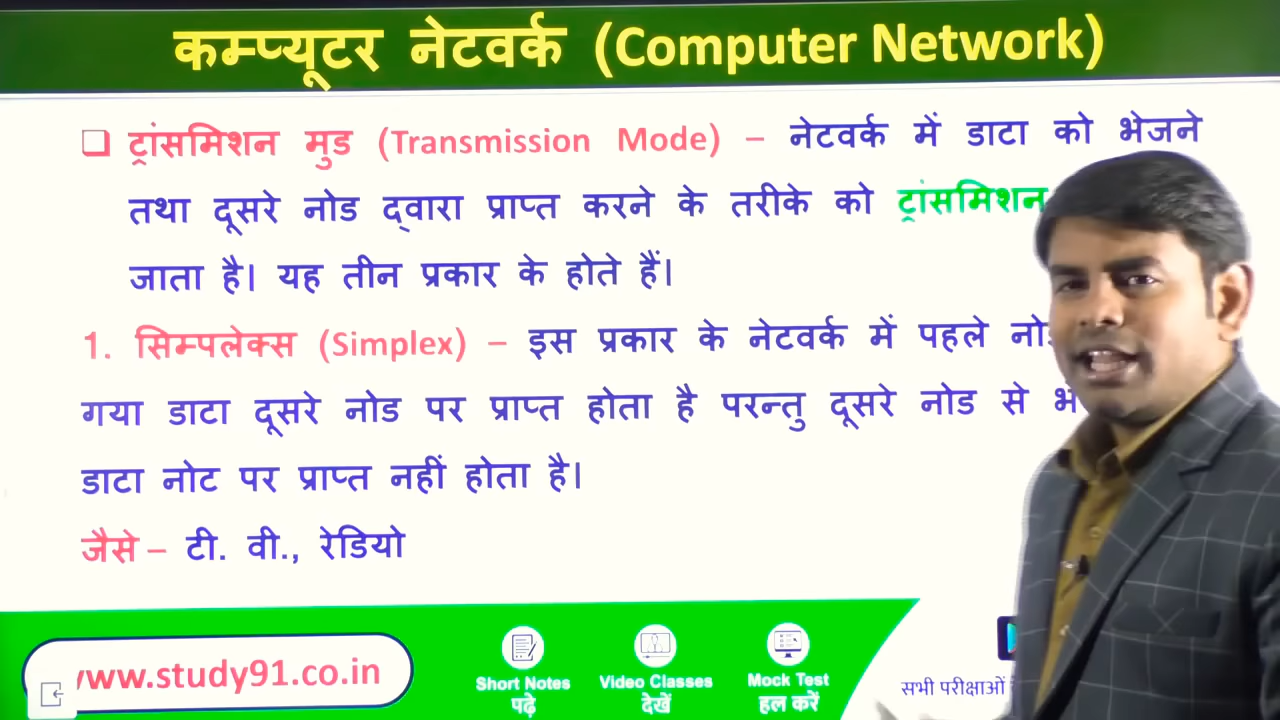 कम्प्यूटर नेटवर्क (Computer Network)
❑ ट्रांसमिशन मुड (Transmission Mode) – नेटवर्क में डाटा को भेजने
तथा दूसरे नोड द्वारा प्राप्त करने के तरीके को ट्रांसमिशन
जाता है। यह तीन प्रकार के होते हैं।
1. सिम्पलेक्स (Simplex) – इस प्रकार के नेटवर्क में पहले
गया डाटा दूसरे नोड पर प्राप्त होता है परन्तु दूसरे नोड से
डाटा नोट पर प्राप्त नहीं होता है।
जैसे – टी. वी., रेडियो
www.study91.co.in
Short Notes
पढ़े
Video Classes
देखें
Mock Test
हल करें
सभी परीक्षाओं